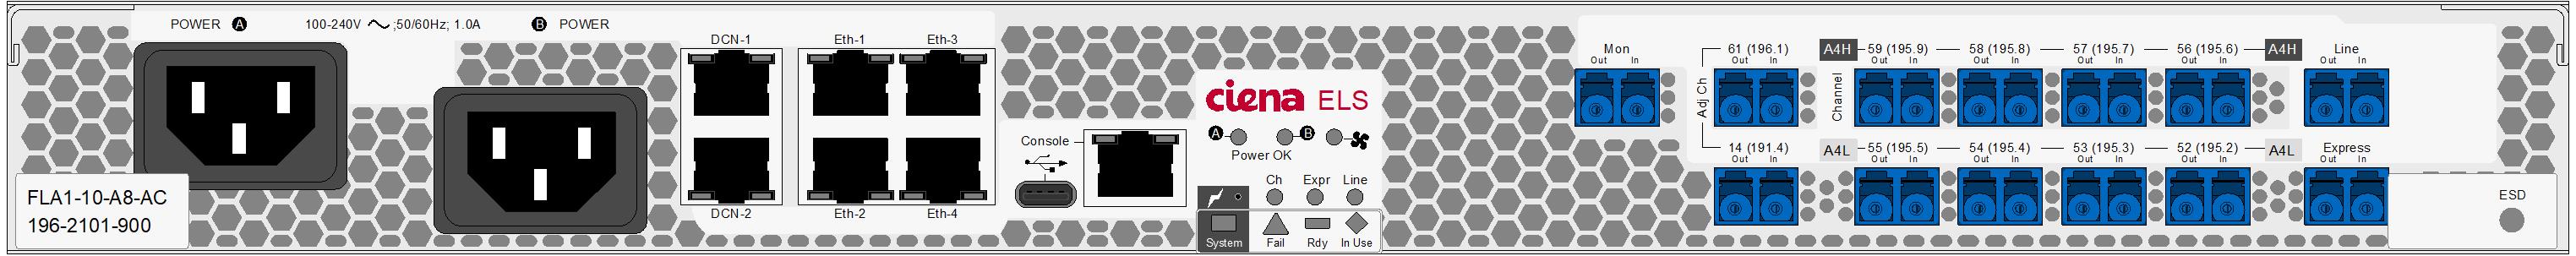 POWER A 100-240V ;50/60Hz; 1.0A B POWER
DCN-1 Eth-1 Eth-3
DCN-2 Eth-2 Eth-4
FLA1-10-A8-AC
196-2101-900
Console
ciena ELS
A B
Power OK
Ch Expr Line
System Fail Rdy In Use
Mon
Out In
Adj Ch
61 (196.1) A4H 59 (195.9) 58 (195.8) 57 (195.7) 56 (195.6) A4H Line
Out In Out In Out In Out In Out In Out In
Channel
14 (191.4) A4L 55 (195.5) 54 (195.4) 53 (195.3) 52 (195.2) A4L Express
Out In Out In Out In Out In Out In Out In
ESD